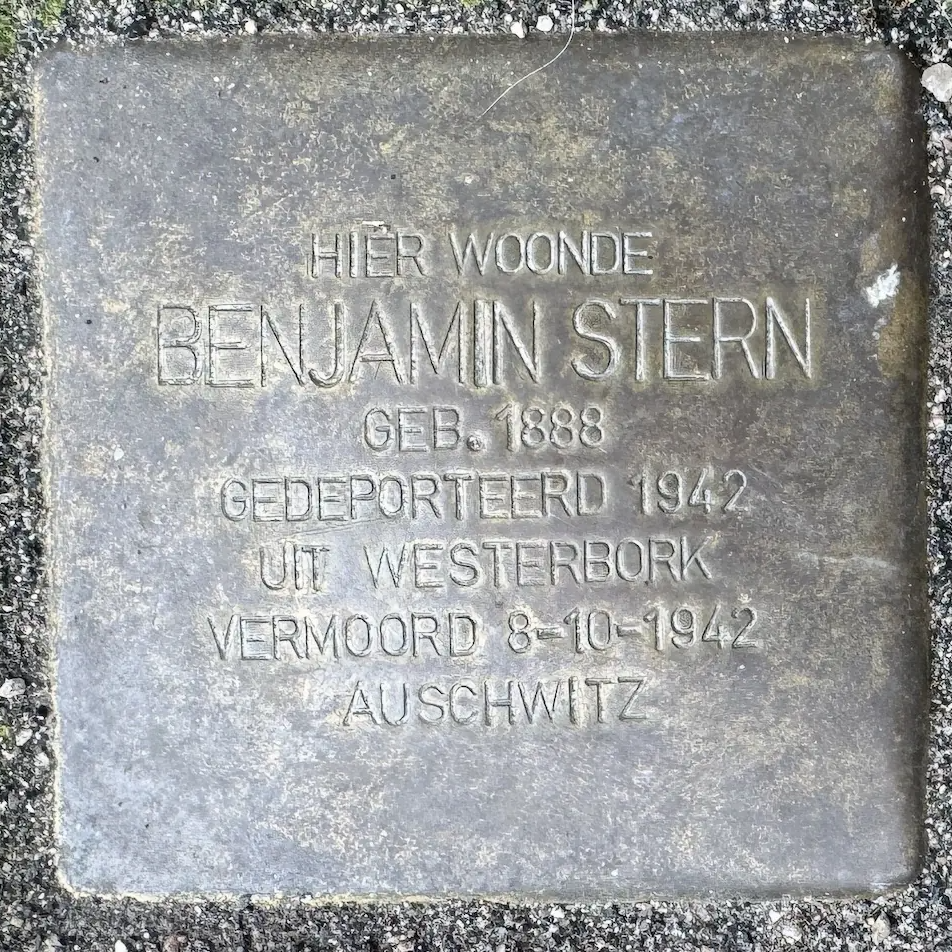 HIER WOONDE
BENJAMIN STERN
GEB. 1888
GEDEPORTEERD 1942
UIT WESTERBORK
VERMOORD 8-10-1942
AUSCHWITZ